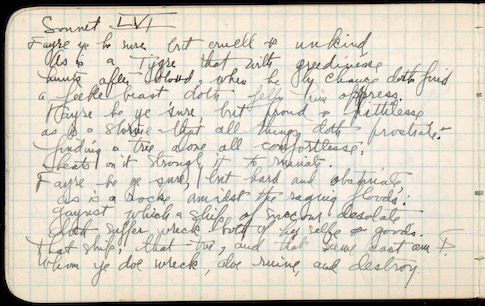 Sonnet LVI
Fayre ye be sure, but cruell & unkind
As is a Tygre that with greedinesse
hunts after bloud, when he by chance doth find
a feeble beast doth felly him oppress.
Fayre be ye sure, but proud & pittilesse
as is a storme that all things doth prostrate:
finding a tree alone all comfortlesse,
beats on it strongly it to ruinate.
Fayre be ye sure, but hard and obstinate,
as is a rocke amidst the raging floods:
gaynst which a ship of succour desolate
doth suffer wreck both of her selfe & goods.
That ship, that tree, and that same beast am I,
Whom ye doe wreck, doe ruine, and destroy